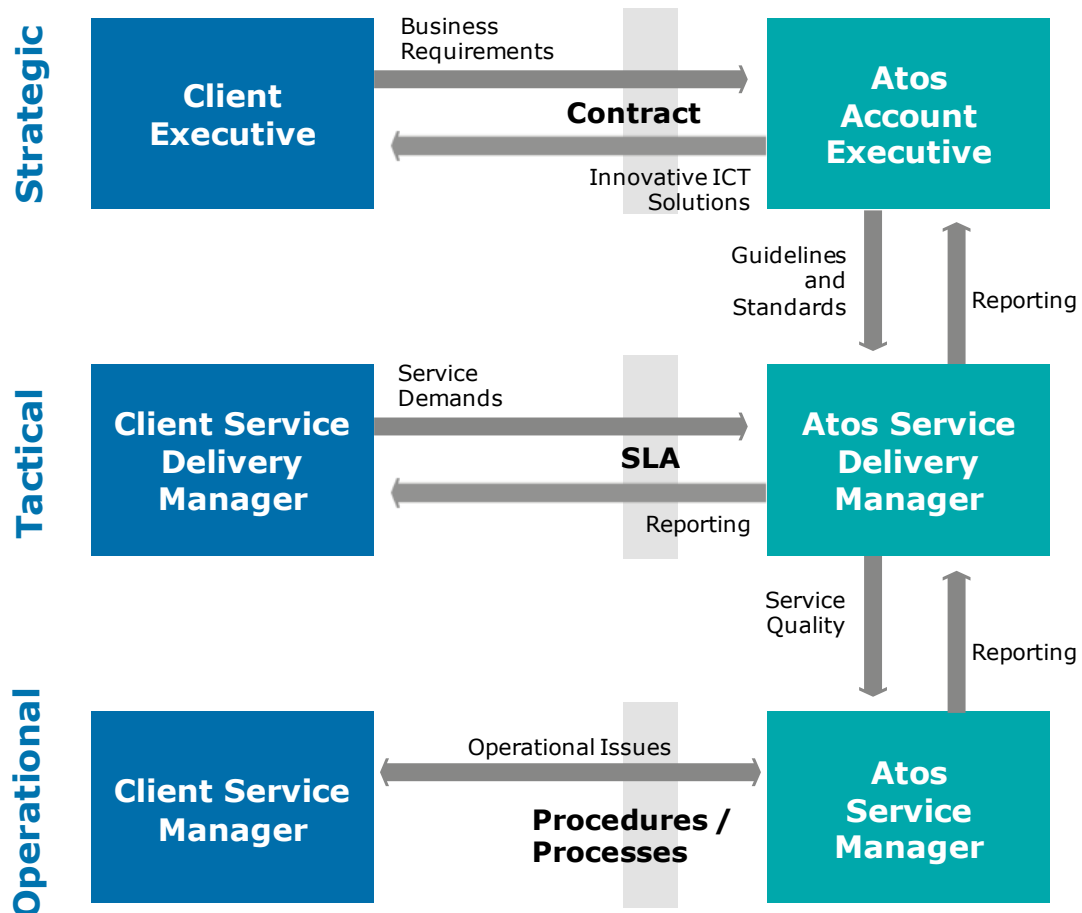 Strategic
Client
Executive
Business
Requirements
Contract
Innovative ICT
Solutions
Atos
Account
Executive
Guidelines
and
Standards
Reporting
Tactical
Client Service
Delivery
Manager
Service
Demands
SLA
Reporting
Atos Service
Delivery
Manager
Service
Quality
Reporting
Operational
Client Service
Manager
Operational Issues
Procedures /
Processes
Atos
Service
Manager